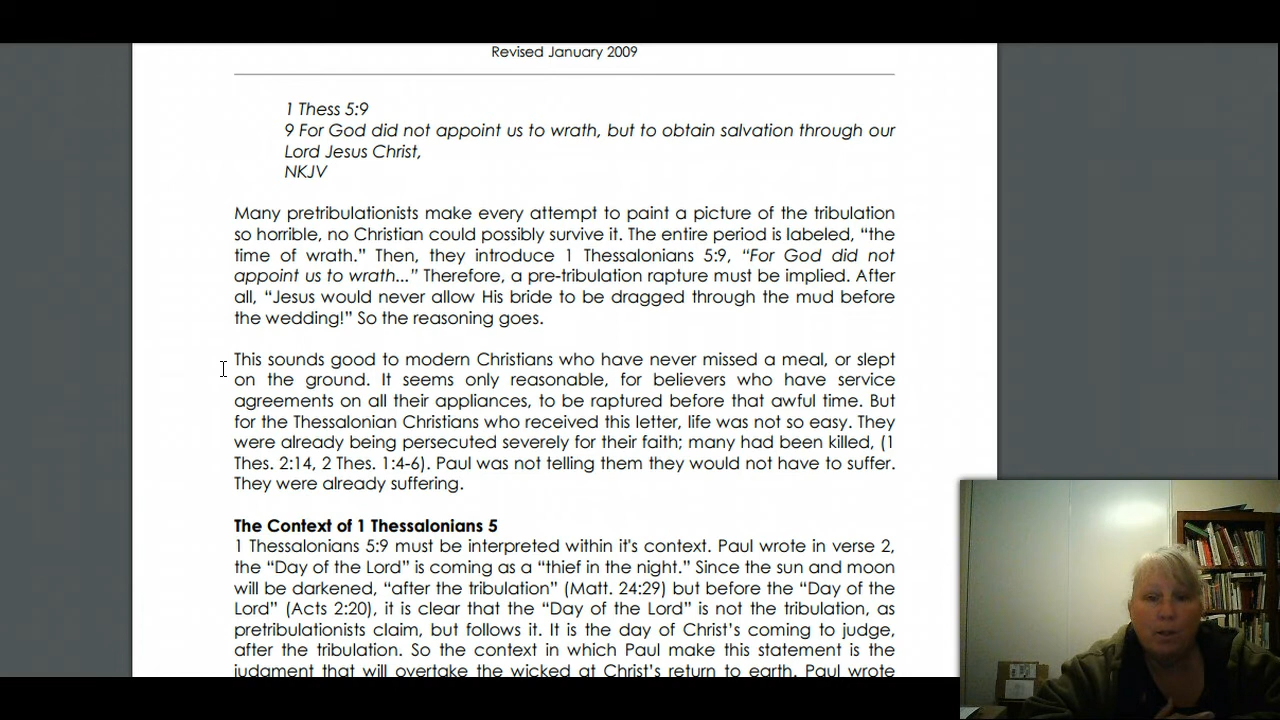 Revised January 2009
1 Thess 5:9
9 For God did not appoint us to wrath, but to obtain salvation through our
Lord Jesus Christ,
NKJV
Many pretribulationists make every attempt to paint a picture of the tribulation
so horrible, no Christian could possibly survive it. The entire period is labeled, “the
time of wrath.” Then, they introduce 1 Thessalonians 5:9, “For God did not
appoint us to wrath...” Therefore, a pre-tribulation rapture must be implied. After
all, “Jesus would never allow His bride to be dragged through the mud before
the wedding!” So the reasoning goes.
This sounds good to modern Christians who have never missed a meal, or slept
on the ground. It seems only reasonable, for believers who have service
agreements on all their appliances, to be raptured before that awful time. But
for the Thessalonian Christians who received this letter, life was not so easy. They
were already being persecuted severely for their faith; many had been killed, (1
Thes. 2:14, 2 Thes. 1:4-6). Paul was not telling them they would not have to suffer.
They were already suffering.
The Context of 1 Thessalonians 5
1 Thessalonians 5:9 must be interpreted within it's context. Paul wrote in verse 2,
the “Day of the Lord” is coming as a “thief in the night.” Since the sun and moon
will be darkened, “after the tribulation” (Matt. 24:29) but before the “Day of the
Lord” (Acts 2:20), it is clear that the “Day of the Lord” is not the tribulation, as
pretribulationists claim, but follows it. It is the day of Christ’s coming to judge,
after the tribulation. So the context in which Paul make this statement is the
judgment that will overtake the wicked at Christ’s return to earth. Paul wrote